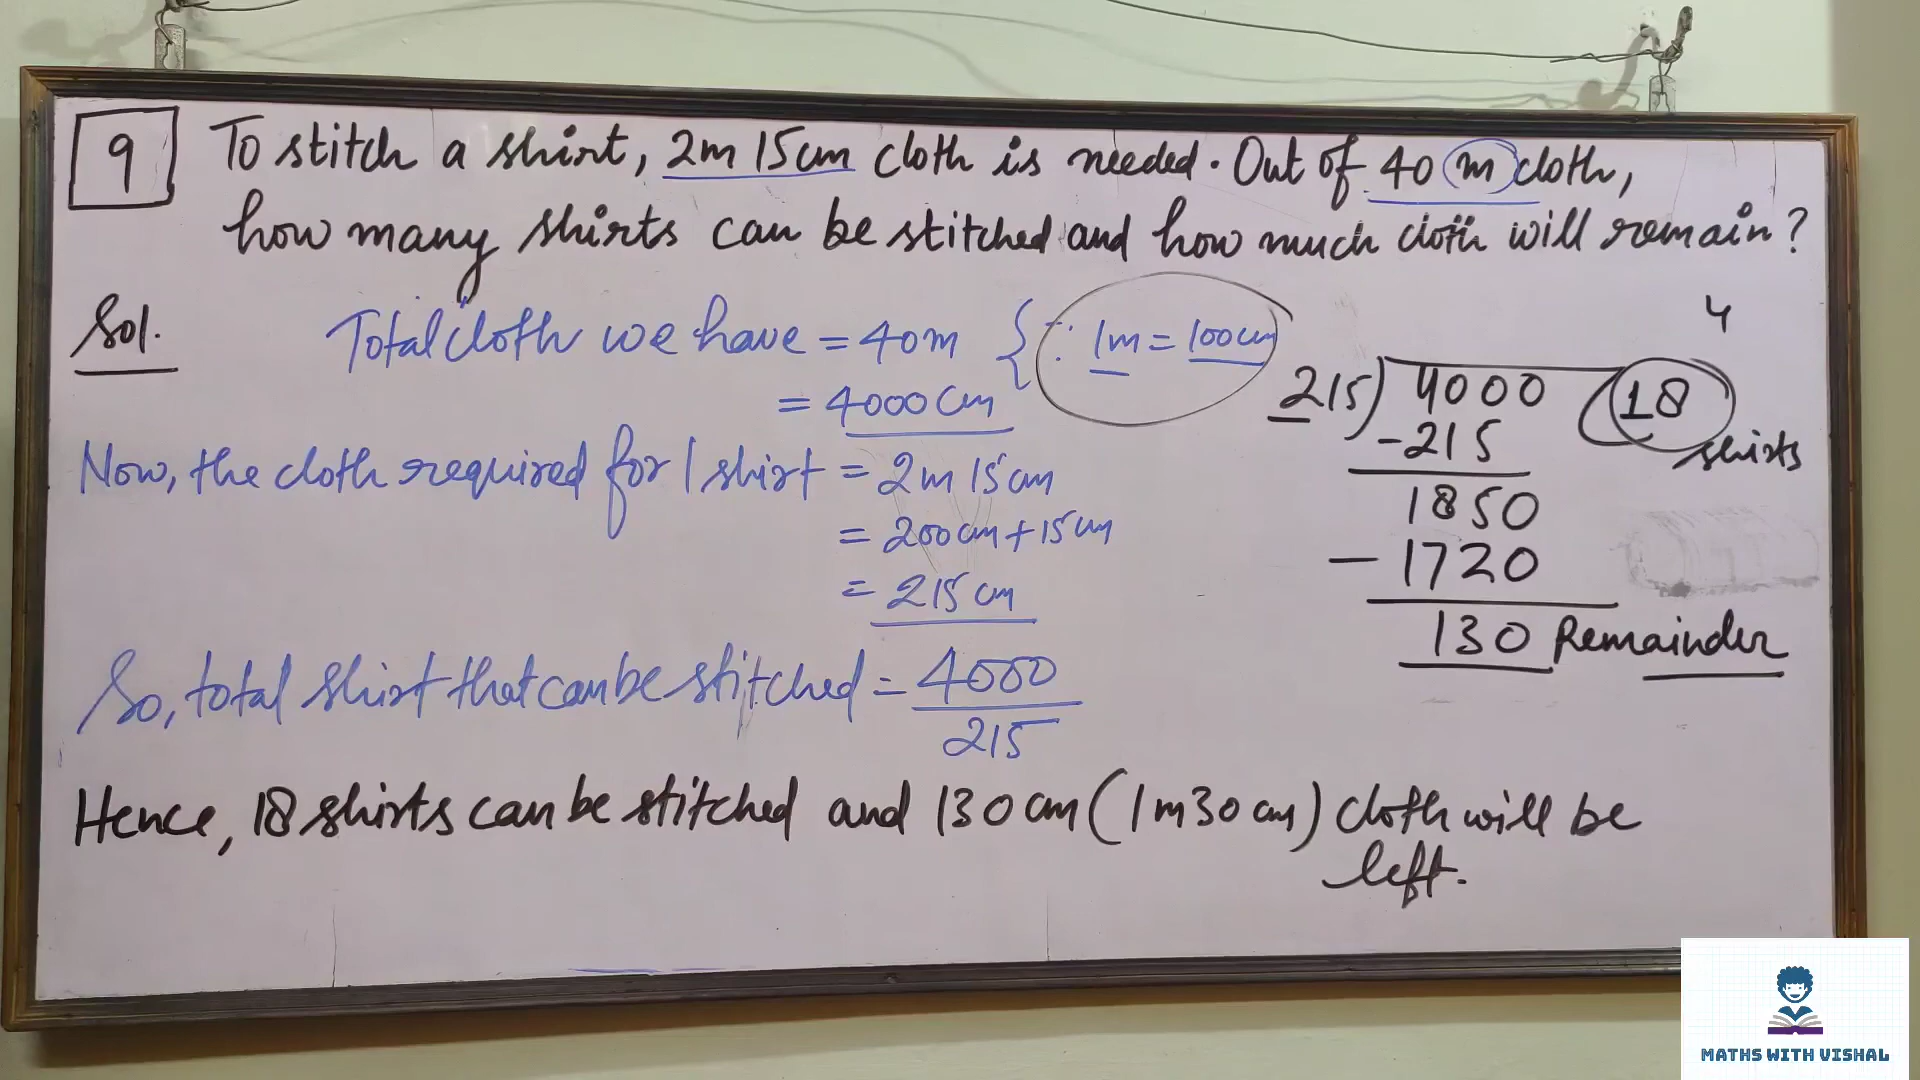 9 To stitch a shirt, 2m 15cm cloth is needed. Out of 40 m cloth,
how many shirts can be stitched and how much cloth will remain?
Sol. Total cloth we have = 40m { ∵ 1m = 100cm
= 4000 cm
Now, the cloth required for 1 shirt = 2m 15cm
= 200cm + 15cm
= 215 cm
So, total shirt that can be stitched = 4000
215
4
215) 4000 (18
shirts
-215
1850
- 1720
130 Remainder
Hence, 18 shirts can be stitched and 130 cm (1m30cm) cloth will be
left.
MATHS WITH VISHAL